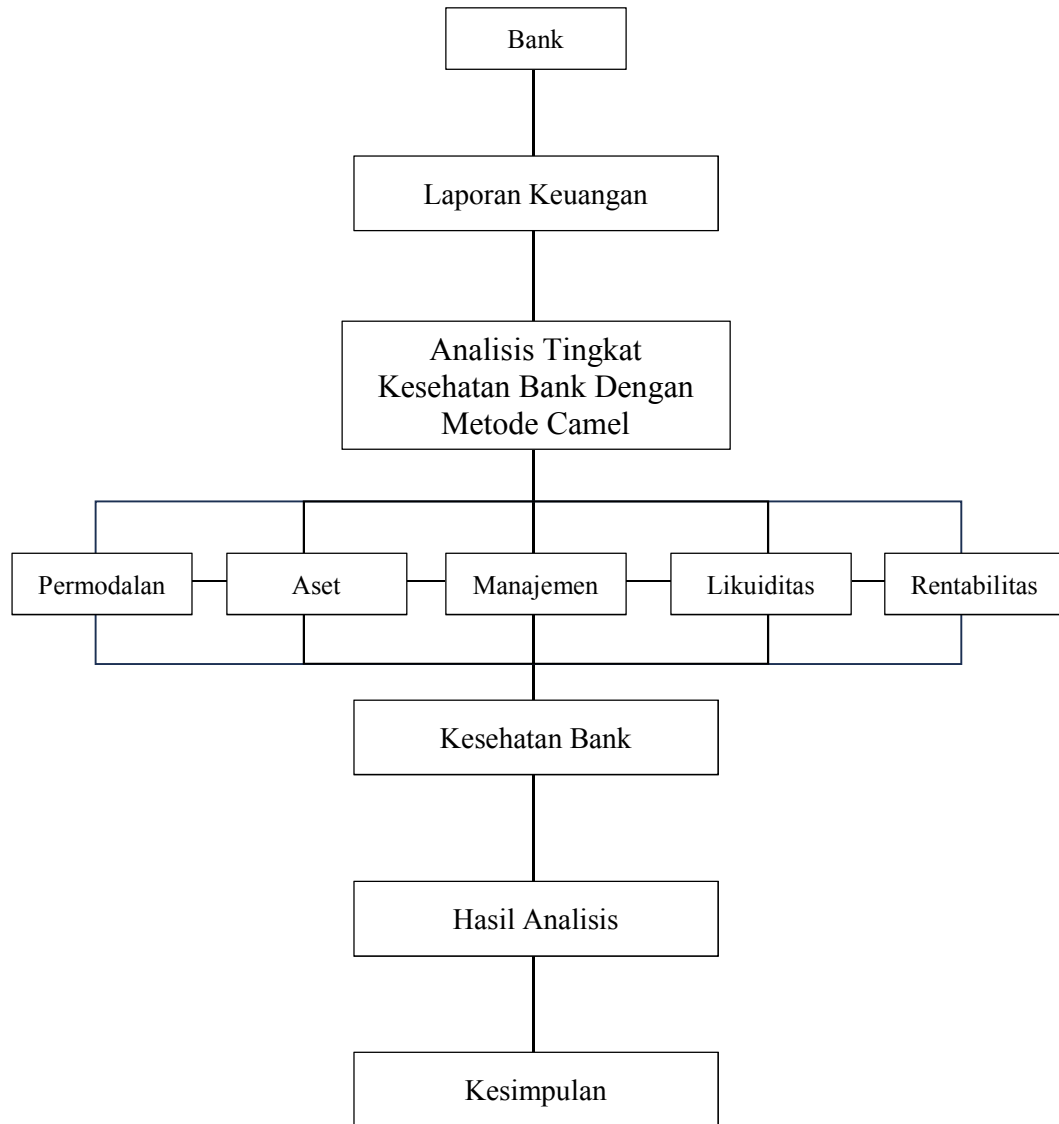 Bank
Laporan Keuangan
Analisis Tingkat
Kesehatan Bank Dengan
Metode Camel
Permodalan
Aset
Manajemen
Likuiditas
Rentabilitas
Kesehatan Bank
Hasil Analisis
Kesimpulan